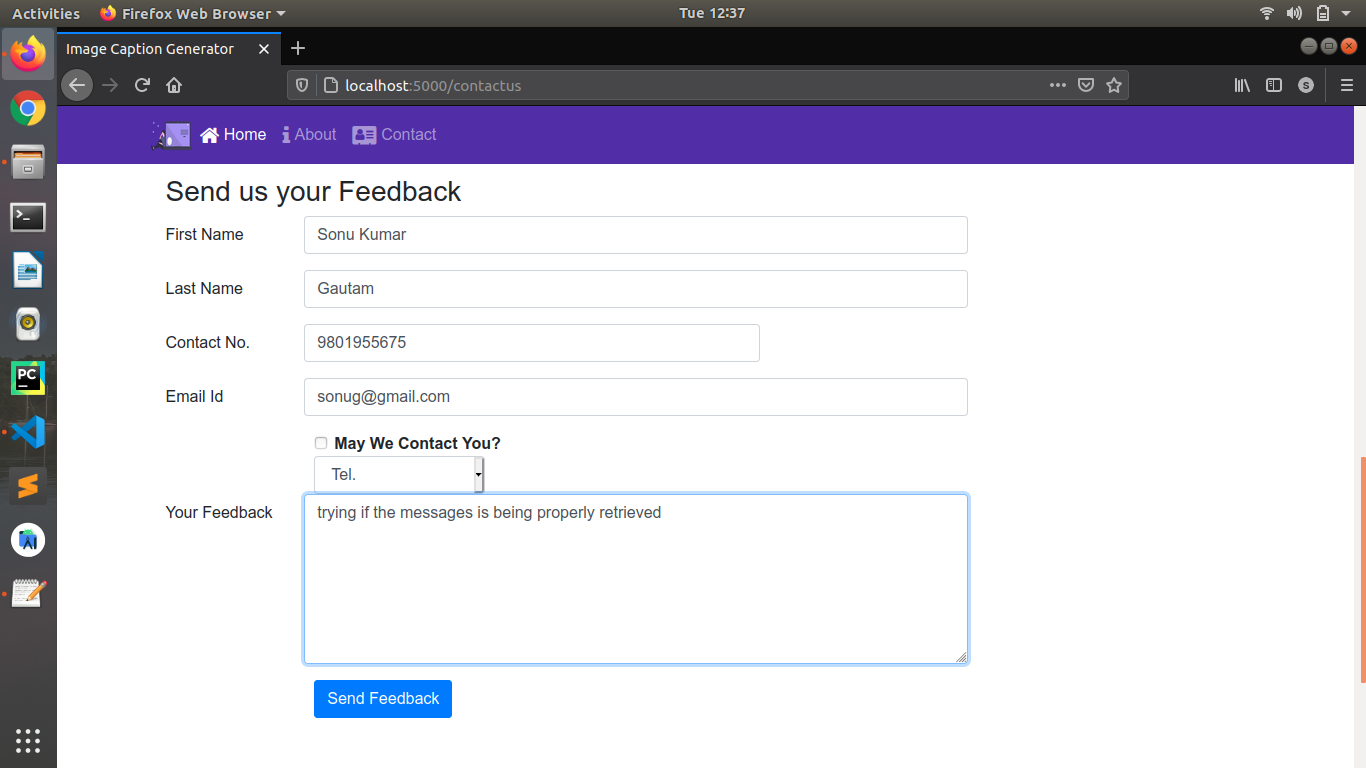 Activities Firefox Web Browser Tue 12:37
Image Caption Generator
localhost:5000/contactus S
Home About Contact
Send us your Feedback
First Name Sonu Kumar
Last Name Gautam
Contact No. 9801955675
Email Id sonug@gmail.com
May We Contact You?
Tel.
PC
Your Feedback trying if the messages is being properly retrieved
Send Feedback